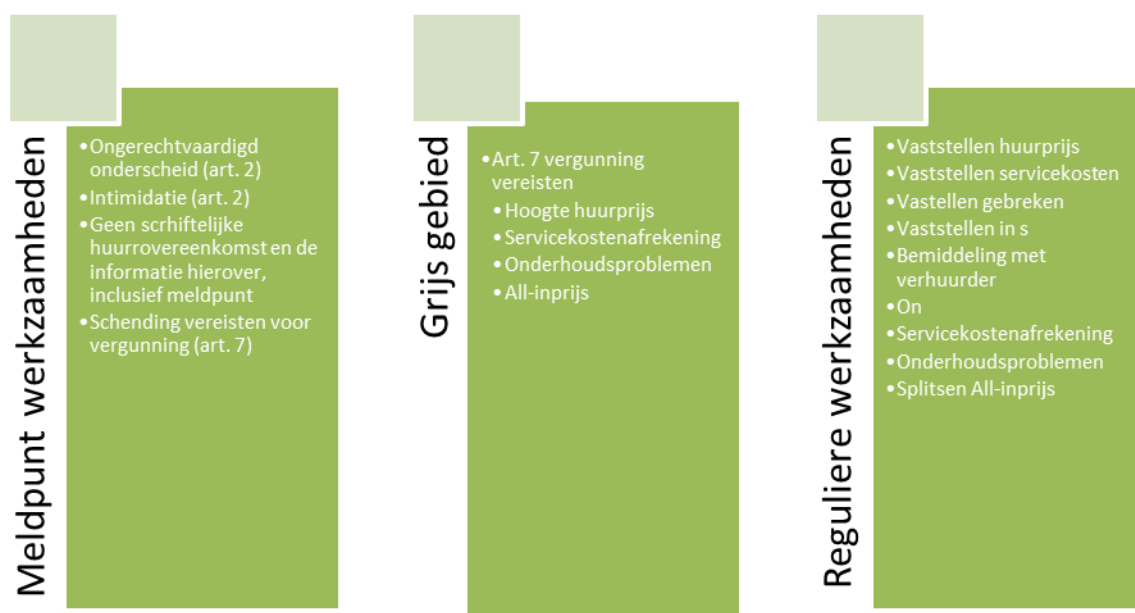 Meldpunt werkzaamheden
•Ongerechtvaardigd
onderscheid (art. 2)
•Intimidatie (art. 2)
•Geen scrhiftelijke
huurrovereenkomst en de
informatie hierover,
inclusief meldpunt
•Schending vereisten voor
vergunning (art. 7)
Grijs gebied
•Art. 7 vergunning
vereisten
•Hoogte huurprijs
•Servicekostenafrekening
•Onderhoudsproblemen
•All-inprijs
Reguliere werkzaamheden
•Vaststellen huurprijs
•Vaststellen servicekosten
•Vastellen gebreken
•Vaststellen in s
•Bemiddeling met
verhuurder
•On
•Servicekostenafrekening
•Onderhoudsproblemen
•Splitsen All-inprijs